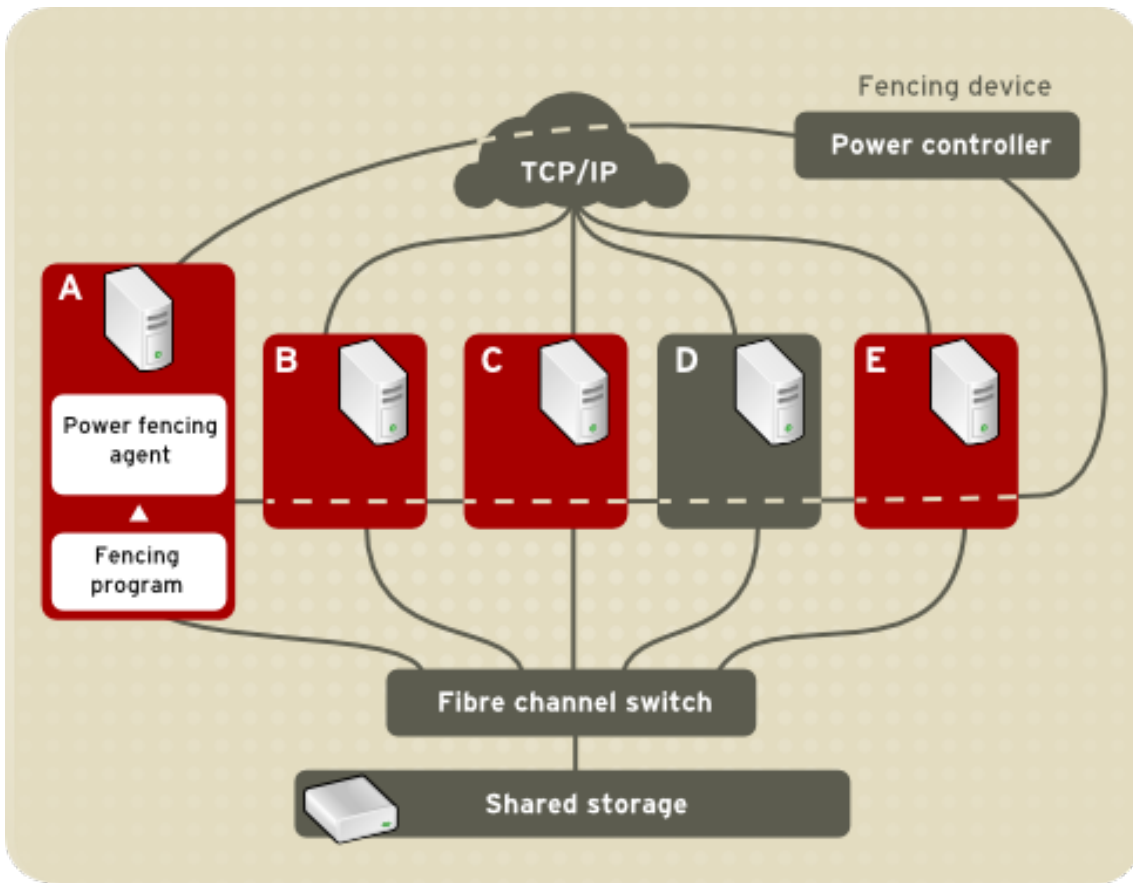 Fencing device
Power controller
TCP/IP
A
B
C
D
E
Power fencing
agent
Fencing
program
Fibre channel switch
Shared storage